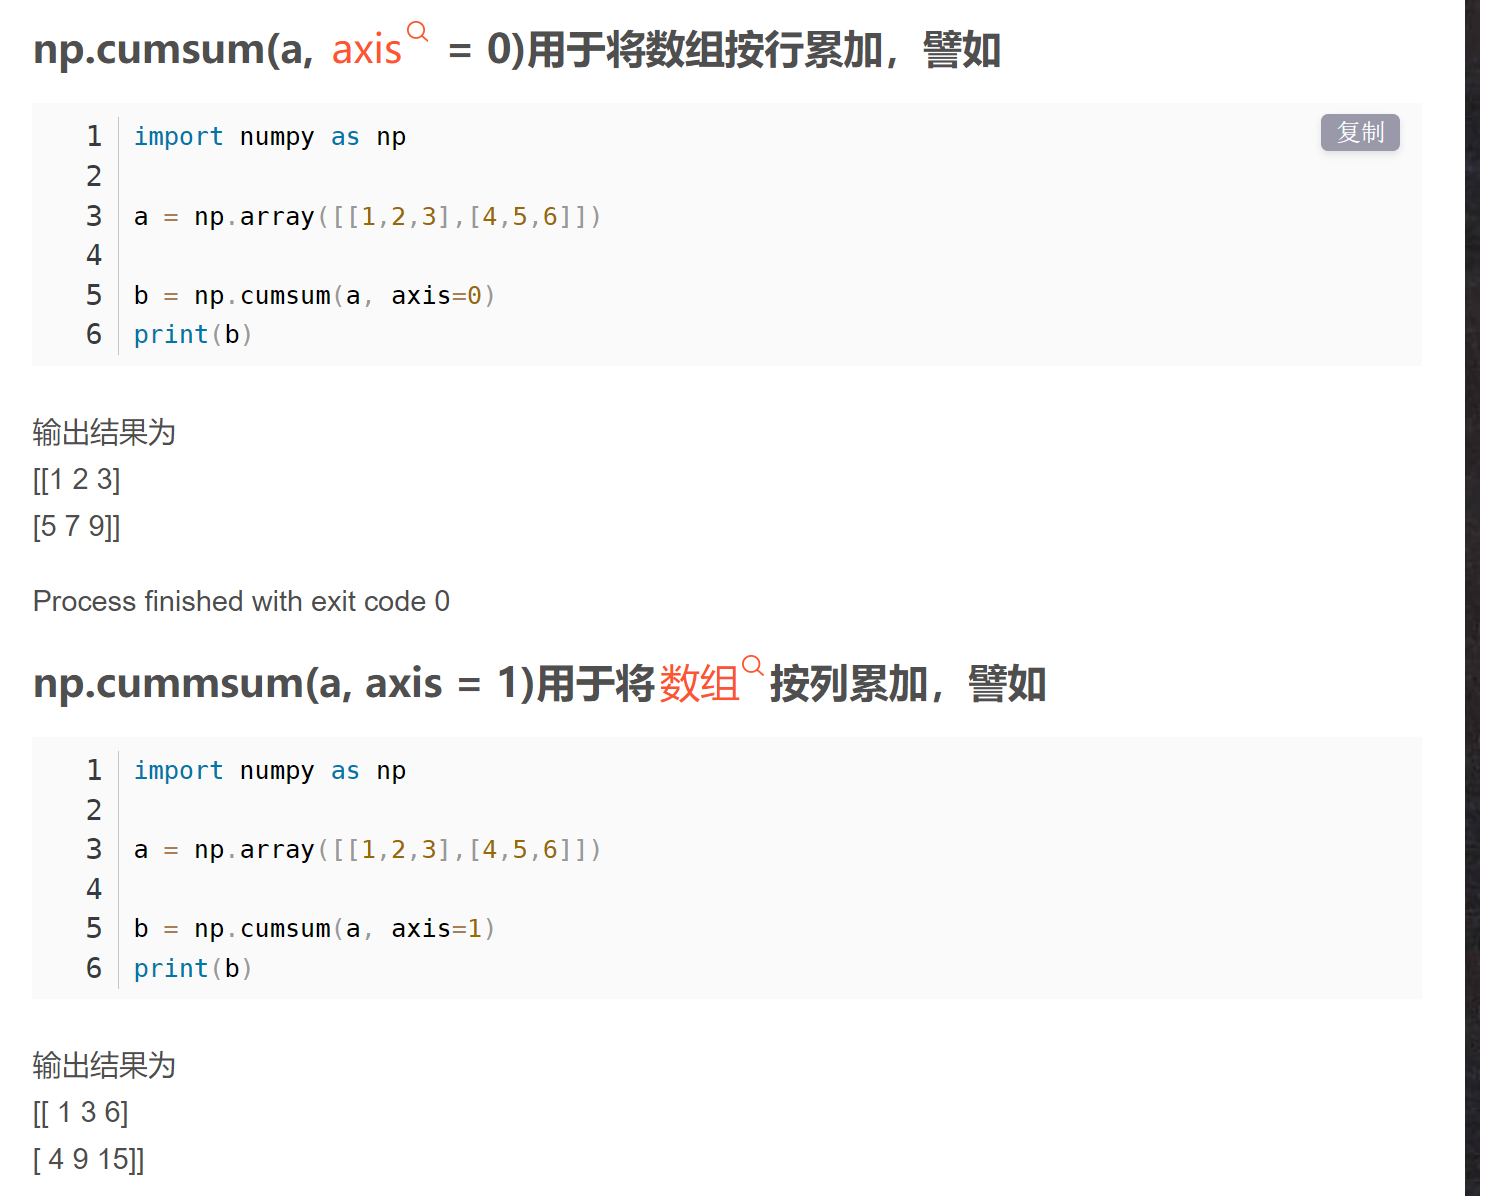 np.cumsum(a, axis = 0)用于将数组按行累加，譬如
复制
1 import numpy as np
2
3 a = np.array([[1,2,3],[4,5,6]])
4
5 b = np.cumsum(a, axis=0)
6 print(b)
输出结果为
[[1 2 3]
[5 7 9]]
Process finished with exit code 0
np.cummsum(a, axis = 1)用于将数组按列累加，譬如
1 import numpy as np
2
3 a = np.array([[1,2,3],[4,5,6]])
4
5 b = np.cumsum(a, axis=1)
6 print(b)
输出结果为
[[ 1 3 6]
[ 4 9 15]]